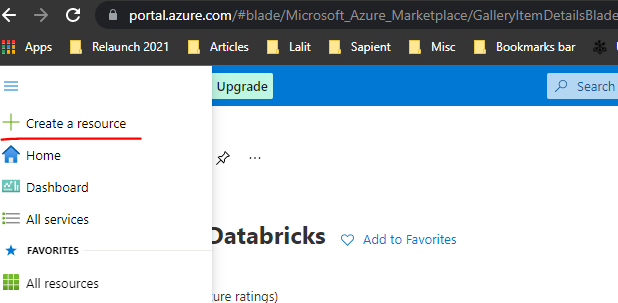 portal.azure.com/#blade/Microsoft_Azure_Marketplace/GalleryItemDetailsBlade
Apps Relaunch 2021 Articles Lalit Sapient Misc Bookmarks bar
Upgrade Search
Create a resource
Home
...
Dashboard
All services
Databricks Add to Favorites
FAVORITES
All resources
ure ratings)